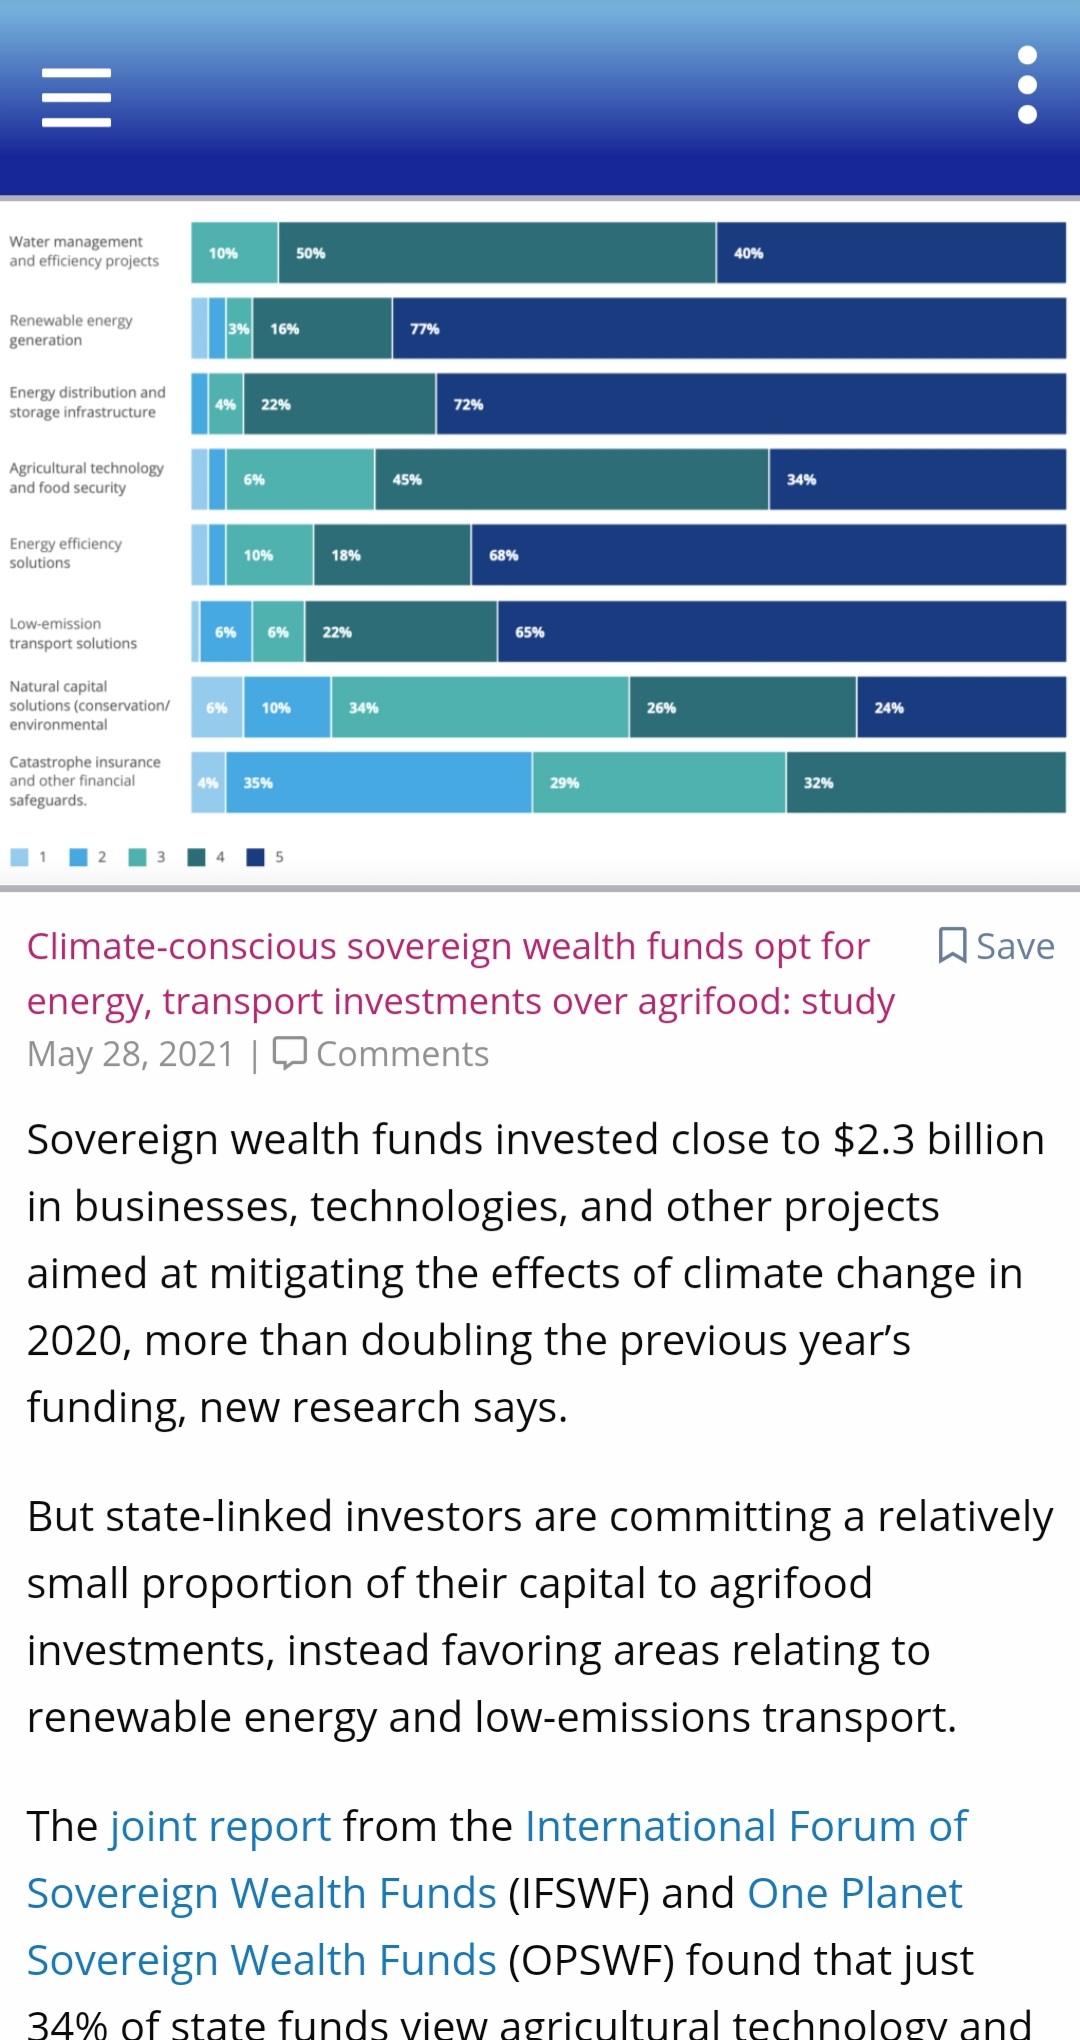 Water management
and efficiency projects
10% 50% 40%
Renewable energy
generation
3% 16% 77%
Energy distribution and
storage infrastructure
4% 22% 72%
Agricultural technology
and food security
6% 45% 34%
Energy efficiency
solutions
10% 18% 68%
Low-emission
transport solutions
6% 6% 22% 65%
Natural capital
solutions (conservation/
environmental
6% 10% 34% 26% 24%
Catastrophe insurance
and other financial
safeguards.
4% 35% 29% 32%
1 2 3 4 5
Climate-conscious sovereign wealth funds opt for
energy, transport investments over agrifood: study
Save
May 28, 2021 | Comments
Sovereign wealth funds invested close to $2.3 billion
in businesses, technologies, and other projects
aimed at mitigating the effects of climate change in
2020, more than doubling the previous year’s
funding, new research says.
But state-linked investors are committing a relatively
small proportion of their capital to agrifood
investments, instead favoring areas relating to
renewable energy and low-emissions transport.
The joint report from the International Forum of
Sovereign Wealth Funds (IFSWF) and One Planet
Sovereign Wealth Funds (OPSWF) found that just
34% of state funds view agricultural technology and